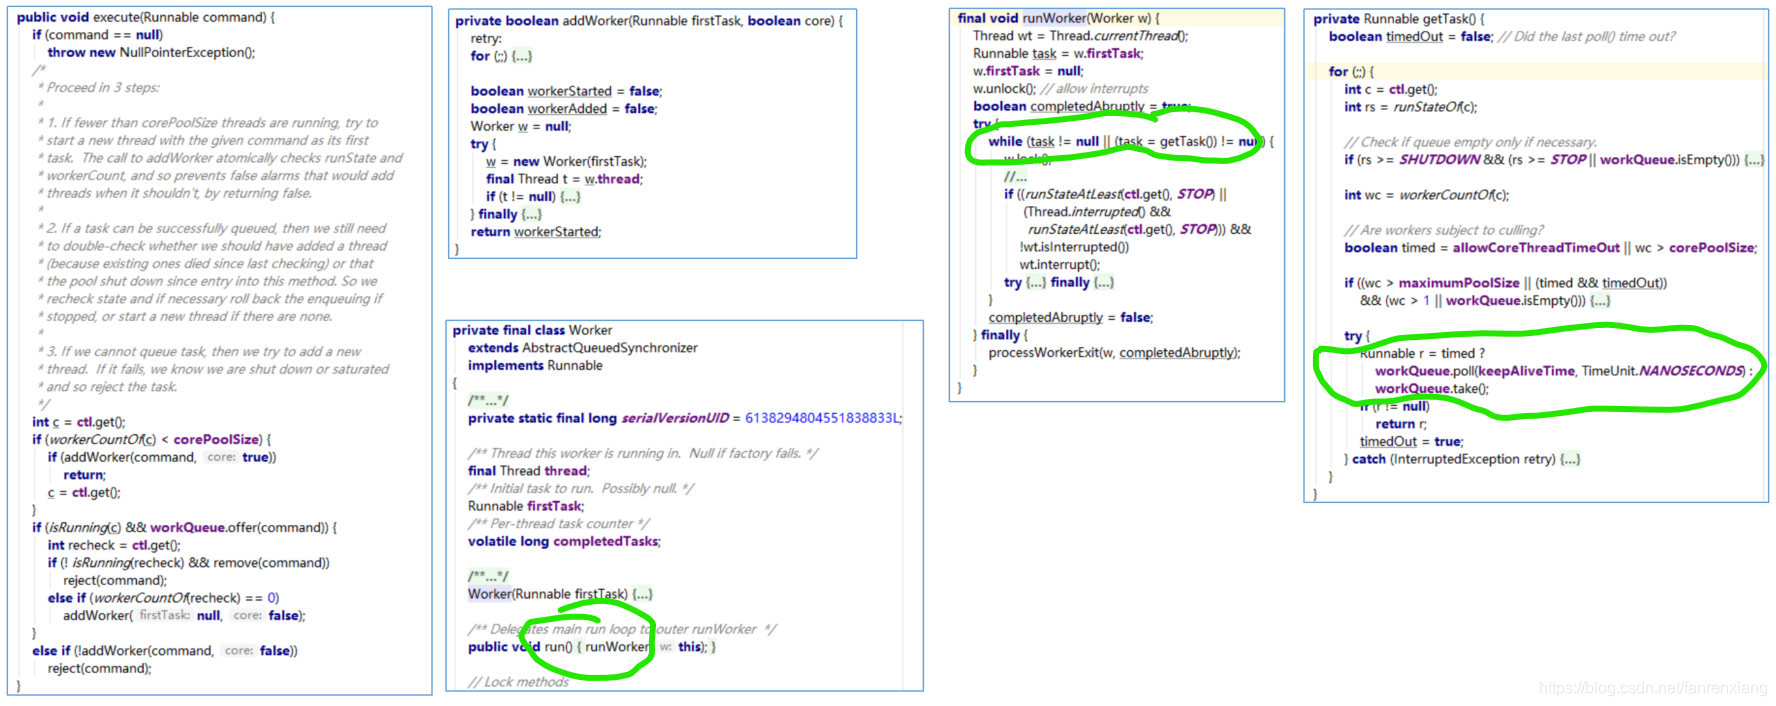 public void execute(Runnable command) {
if (command == null)
throw new NullPointerException();
/*
* Proceed in 3 steps:
*
* 1. If fewer than corePoolSize threads are running, try to
* start a new thread with the given command as its first
* task.  The call to addWorker atomically checks runState and
* workerCount, and so prevents false alarms that would add
* threads when it shouldn't, by returning false.
*
* 2. If a task can be successfully queued, then we still need
* to double-check whether we should have added a thread
* (because existing ones died since last checking) or that
* the pool shut down since entry into this method. So we
* recheck state and if necessary roll back the enqueuing if
* stopped, or start a new thread if there are none.
*
* 3. If we cannot queue task, then we try to add a new
* thread.  If it fails, we know we are shut down or saturated
* and so reject the task.
*/
int c = ctl.get();
if (workerCountOf(c) < corePoolSize) {
if (addWorker(command, core: true))
return;
c = ctl.get();
}
if (isRunning(c) && workQueue.offer(command)) {
int recheck = ctl.get();
if (! isRunning(recheck) && remove(command))
reject(command);
else if (workerCountOf(recheck) == 0)
addWorker( firstTask: null, core: false);
}
else if (!addWorker(command, core: false))
reject(command);
}
private boolean addWorker(Runnable firstTask, boolean core) {
retry:
for (;;) {...}
boolean workerStarted = false;
boolean workerAdded = false;
Worker w = null;
try {
w = new Worker(firstTask);
final Thread t = w.thread;
if (t != null) {...}
} finally {...}
return workerStarted;
}
private final class Worker
extends AbstractQueuedSynchronizer
implements Runnable
{
/**...*/
private static final long serialVersionUID = 6138294804551838833L;
/** Thread this worker is running in.  Null if factory fails. */
final Thread thread;
/** Initial task to run.  Possibly null. */
Runnable firstTask;
/** Per-thread task counter */
volatile long completedTasks;
/**...*/
Worker(Runnable firstTask) {...}
/** Delegates main run loop to outer runWorker  */
public void run() { runWorker( w: this); }
// Lock methods
final void runWorker(Worker w) {
Thread wt = Thread.currentThread();
Runnable task = w.firstTask;
w.firstTask = null;
w.unlock(); // allow interrupts
boolean completedAbruptly = true;
try {
while (task != null || (task = getTask()) != null) {
w.lock();
//...
if ((runStateAtLeast(ctl.get(), STOP) ||
(Thread.interrupted() &&
runStateAtLeast(ctl.get(), STOP))) &&
!wt.isInterrupted())
wt.interrupt();
try {...} finally {...}
}
completedAbruptly = false;
} finally {
processWorkerExit(w, completedAbruptly);
}
}
private Runnable getTask() {
boolean timedOut = false; // Did the last poll() time out?
for (;;) {
int c = ctl.get();
int rs = runStateOf(c);
// Check if queue empty only if necessary.
if (rs >= SHUTDOWN && (rs >= STOP || workQueue.isEmpty())) {...}
int wc = workerCountOf(c);
// Are workers subject to culling?
boolean timed = allowCoreThreadTimeOut || wc > corePoolSize;
if ((wc > maximumPoolSize || (timed && timedOut))
&& (wc > 1 || workQueue.isEmpty())) {...}
try {
Runnable r = timed ?
workQueue.poll(keepAliveTime, TimeUnit.NANOSECONDS) :
workQueue.take();
if (r != null)
return r;
timedOut = true;
} catch (InterruptedException retry) {...}
}
}
https://blog.csdn.net/fanrenxiang